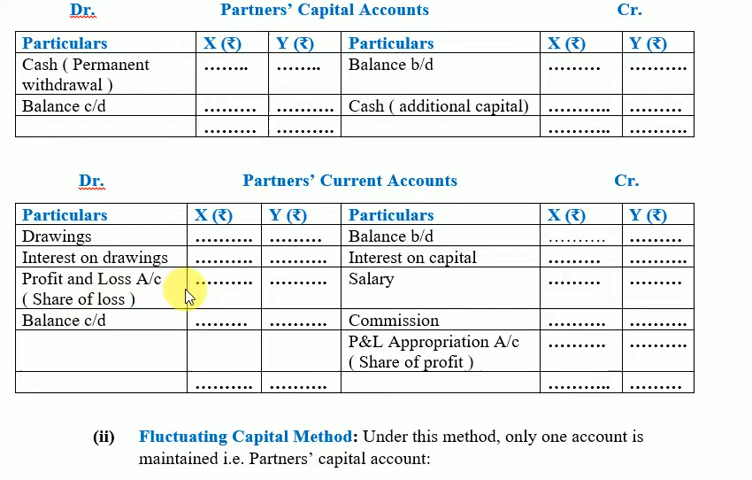 Dr. Partners' Capital Accounts Cr.
Particulars X (₹) Y (₹) Particulars X (₹) Y (₹)
Cash ( Permanent withdrawal ) …….. …….. Balance b/d ……… ……….
Balance c/d ……… ………. Cash ( additional capital) ……….. ………
……… ………. ……….. ……….
Dr. Partners' Current Accounts Cr.
Particulars X (₹) Y (₹) Particulars X (₹) Y (₹)
Drawings ………. ……… Balance b/d ………. ………
Interest on drawings ………. ………. Interest on capital ……… ……….
Profit and Loss A/c ( Share of loss ) ………. ………. Salary ……… ………
Balance c/d ……… ………. Commission ………. ……….
P&L Appropriation A/c ( Share of profit ) ………. ……….
………. ………. ……….. ………
(ii) Fluctuating Capital Method: Under this method, only one account is
maintained i.e. Partners' capital account: